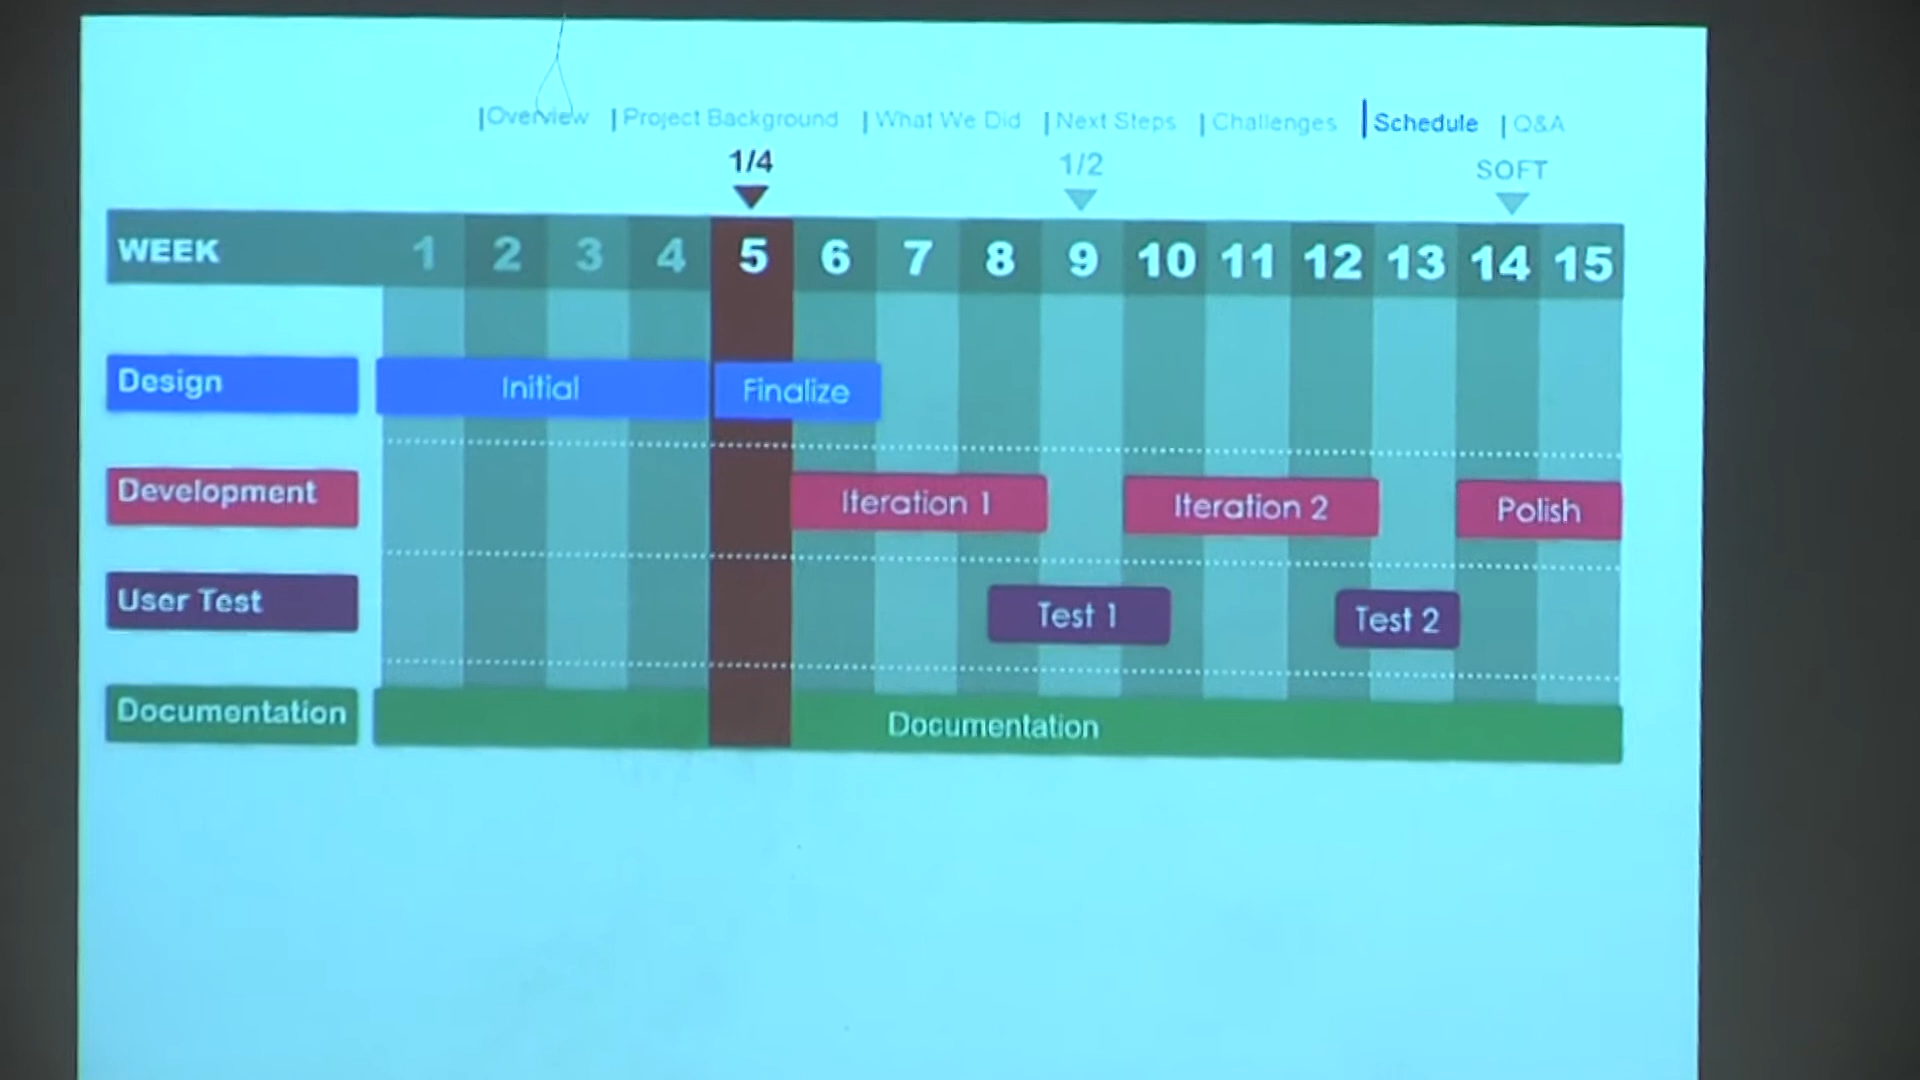 |Overview |Project Background |What We Did |Next Steps |Challenges |Schedule |Q&A
1/4 1/2 SOFT
WEEK 1 2 3 4 5 6 7 8 9 10 11 12 13 14 15
Design Initial Finalize
Development Iteration 1 Iteration 2 Polish
User Test Test 1 Test 2
Documentation Documentation